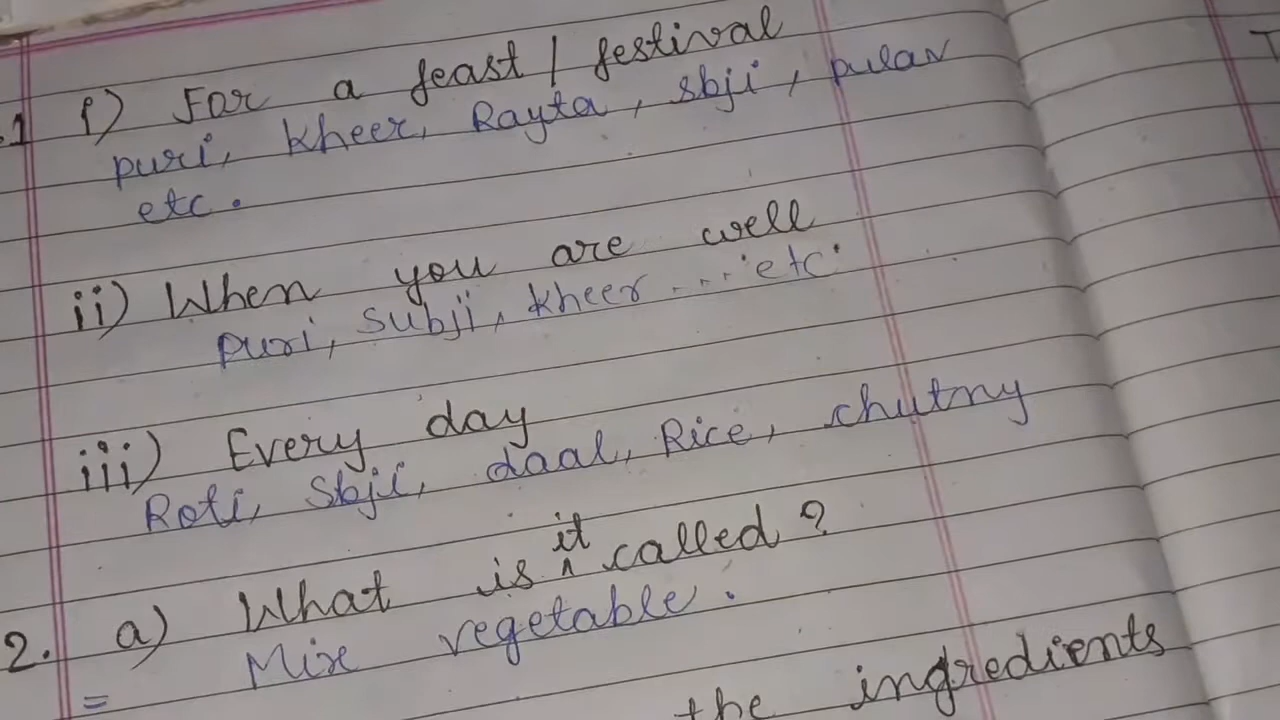 .1 i) For a feast / festival
puri, kheer, Rayta, sbji, pulav
etc.
ii) When you are well
puri, subji, kheer ... etc.
iii) Every day
Roti, sbji, daal, Rice, chutny
2. a) What is it called?
= Mix vegetable.
the ingredients